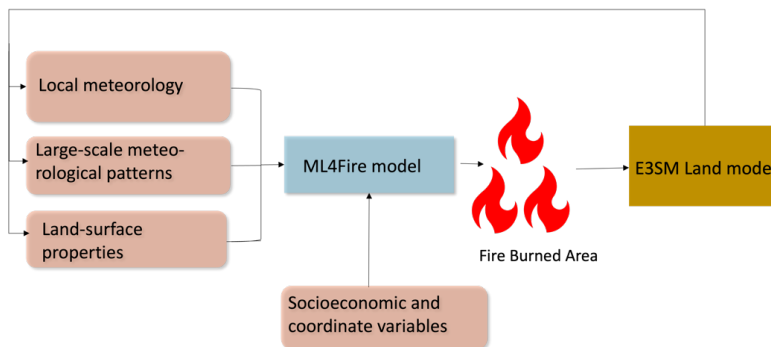 Local meteorology
Large-scale meteo-
rological patterns
Land-surface
properties
ML4Fire model
Fire Burned Area
E3SM Land model
Socioeconomic and
coordinate variables